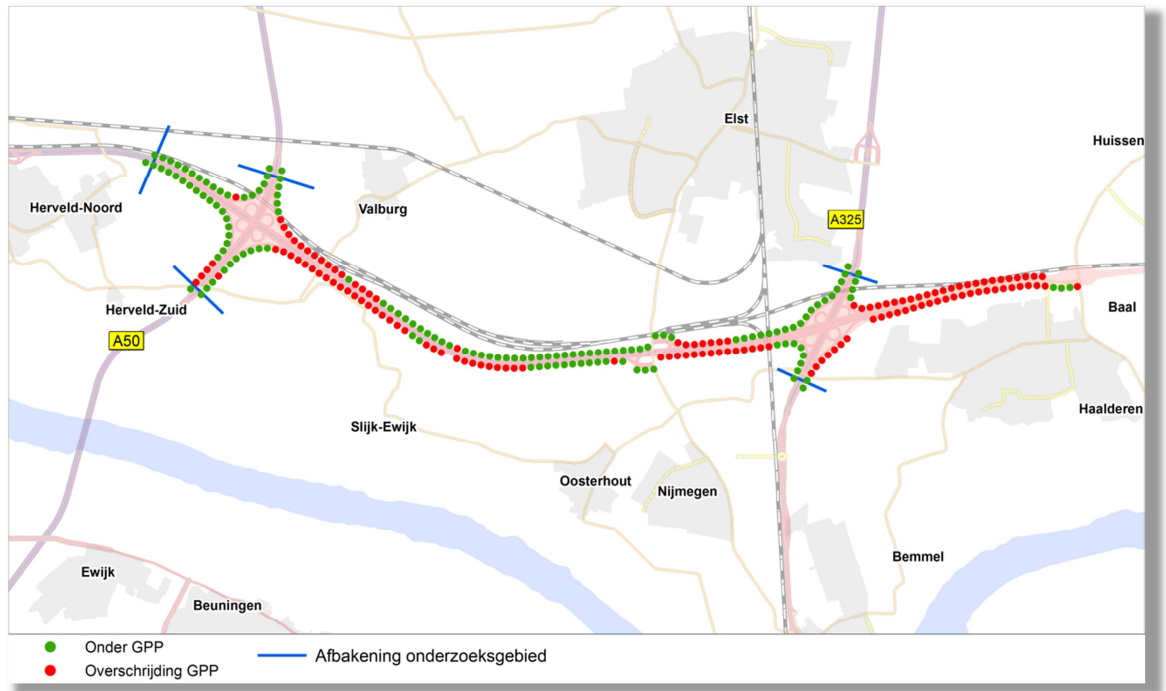 Elst
Huissen
Herveld-Noord
Valburg
A325
Herveld-Zuid
Baal
A50
Haalderen
Slijk-Ewijk
Oosterhout
Nijmegen
Bemmel
Ewijk
Beuningen
Onder GPP
Overschrijding GPP
Afbakening onderzoeksgebied